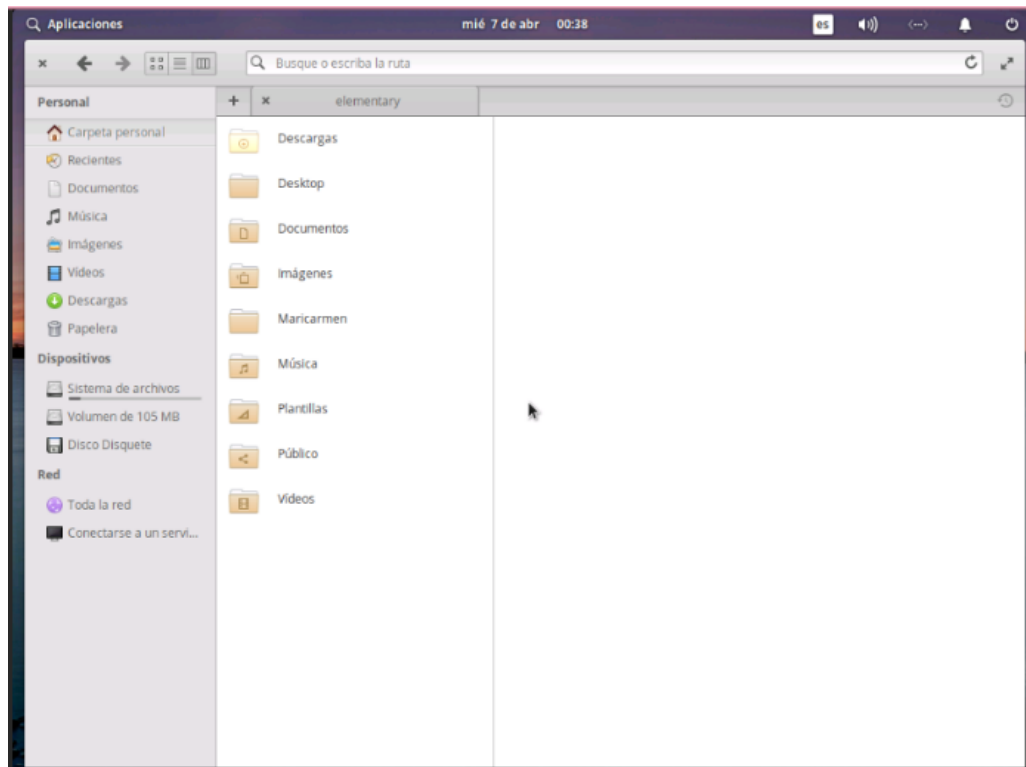 Aplicaciones
mié 7 de abr 00:38
es
Busque o escriba la ruta
Personal
Carpeta personal
Recientes
Documentos
Música
Imágenes
Vídeos
Descargas
Papelera
Dispositivos
Sistema de archivos
Volumen de 105 MB
Disco Disquete
Red
Toda la red
Conectarse a un servi...
elementary
Descargas
Desktop
Documentos
Imágenes
Maricarmen
Música
Plantillas
Público
Vídeos